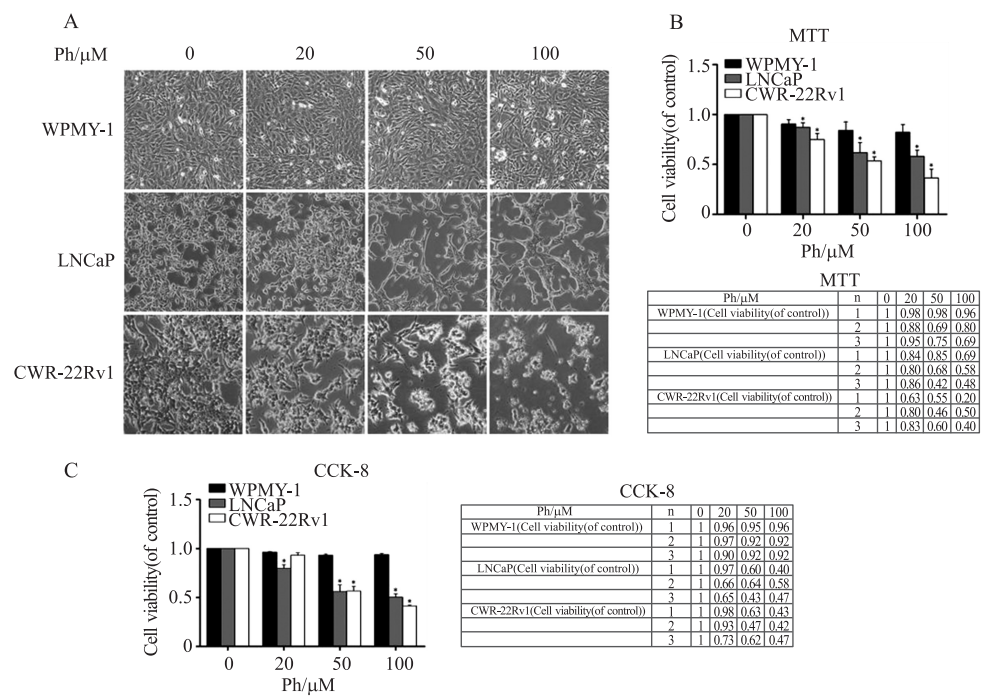 A
Ph/μM 0 20 50 100
WPMY-1
LNCaP
CWR-22Rv1
B
MTT
WPMY-1
LNCaP
CWR-22Rv1
Cell viability(of control)
1.5
1.0
0.5
0
* * * * * *
0 20 50 100
Ph/μM
MTT
Ph/μM n 0 20 50 100
WPMY-1(Cell viability(of control)) 1 1 0.98 0.98 0.96
2 1 0.88 0.69 0.80
3 1 0.95 0.75 0.69
LNCaP(Cell viability(of control)) 1 1 0.84 0.85 0.69
2 1 0.80 0.68 0.58
3 1 0.86 0.42 0.48
CWR-22Rv1(Cell viability(of control)) 1 1 0.63 0.55 0.20
2 1 0.80 0.46 0.50
3 1 0.83 0.60 0.40
C
CCK-8
WPMY-1
LNCaP
CWR-22Rv1
Cell viability(of control)
1.5
1.0
0.5
0
* * * * *
0 20 50 100
Ph/μM
CCK-8
Ph/μM n 0 20 50 100
WPMY-1(Cell viability(of control)) 1 1 0.96 0.95 0.96
2 1 0.97 0.92 0.92
3 1 0.90 0.92 0.92
LNCaP(Cell viability(of control)) 1 1 0.97 0.60 0.40
2 1 0.66 0.64 0.58
3 1 0.65 0.43 0.47
CWR-22Rv1(Cell viability(of control)) 1 1 0.98 0.63 0.43
2 1 0.93 0.47 0.42
3 1 0.73 0.62 0.47